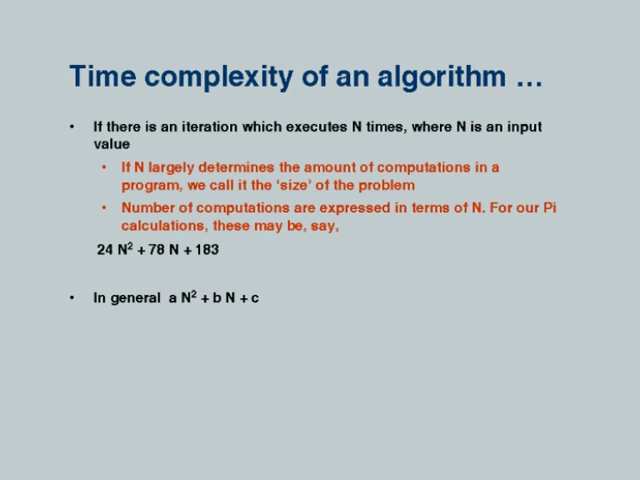 Time complexity of an algorithm …
• If there is an iteration which executes N times, where N is an input
value
• If N largely determines the amount of computations in a
program, we call it the ‘size’ of the problem
• Number of computations are expressed in terms of N. For our Pi
calculations, these may be, say,
24 N² + 78 N + 183
• In general a N² + b N + c